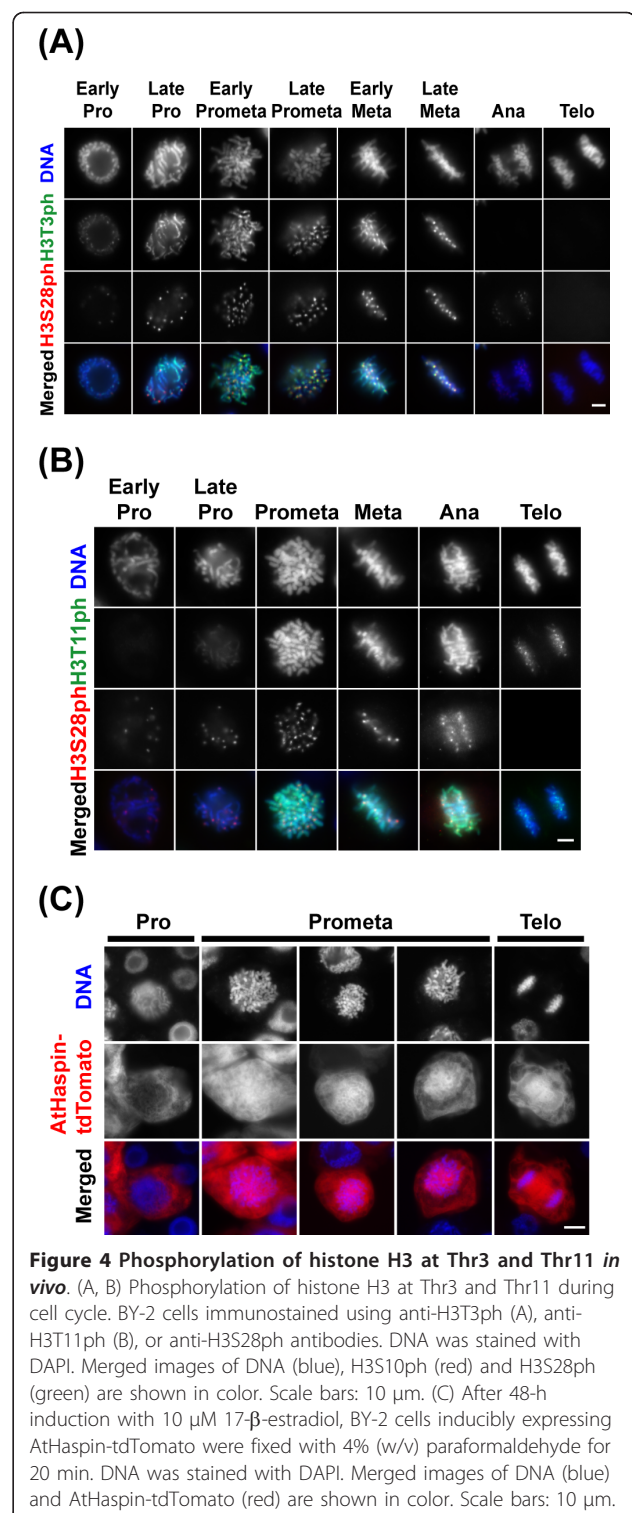 (A)
Early Pro Late Pro Early Prometa Late Prometa Early Meta Late Meta Ana Telo
DNA
H3T3ph
H3S28ph
Merged
(B)
Early Pro Late Pro Prometa Meta Ana Telo
DNA
H3T11ph
H3S28ph
Merged
(C)
Pro Prometa Telo
DNA
AtHaspin-
tdTomato
Merged
Figure 4 Phosphorylation of histone H3 at Thr3 and Thr11 in
vivo. (A, B) Phosphorylation of histone H3 at Thr3 and Thr11 during
cell cycle. BY-2 cells immunostained using anti-H3T3ph (A), anti-
H3T11ph (B), or anti-H3S28ph antibodies. DNA was stained with
DAPI. Merged images of DNA (blue), H3S10ph (red) and H3S28ph
(green) are shown in color. Scale bars: 10 μm. (C) After 48-h
induction with 10 μM 17-β-estradiol, BY-2 cells inducibly expressing
AtHaspin-tdTomato were fixed with 4% (w/v) paraformaldehyde for
20 min. DNA was stained with DAPI. Merged images of DNA (blue)
and AtHaspin-tdTomato (red) are shown in color. Scale bars: 10 μm.